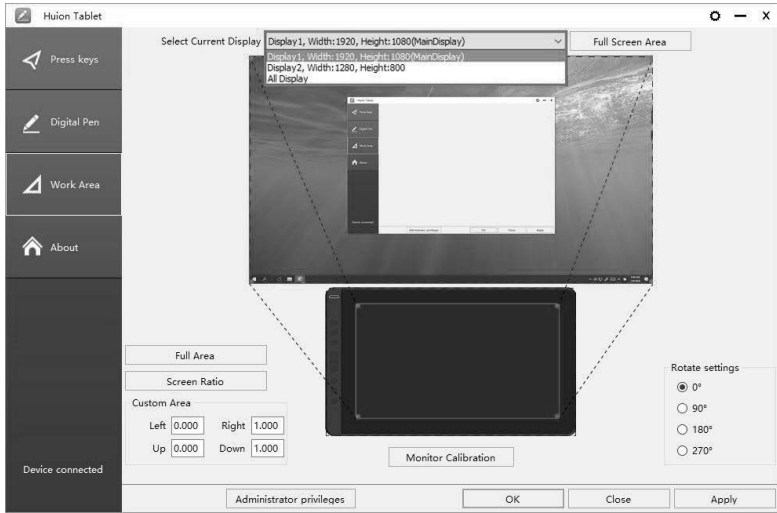 Huion Tablet
Press keys
Digital Pen
Work Area
About
Device connected
Select Current Display
Display1, Width:1920, Height:1080(MainDisplay)
Full Screen Area
Display1, Width:1920, Height:1080(MainDisplay)
Display2, Width:1280, Height:800
All Display
Full Area
Screen Ratio
Custom Area
Left 0.000 Right 1.000
Up 0.000 Down 1.000
Monitor Calibration
Rotate settings
0°
90°
180°
270°
Administrator privileges
OK
Close
Apply